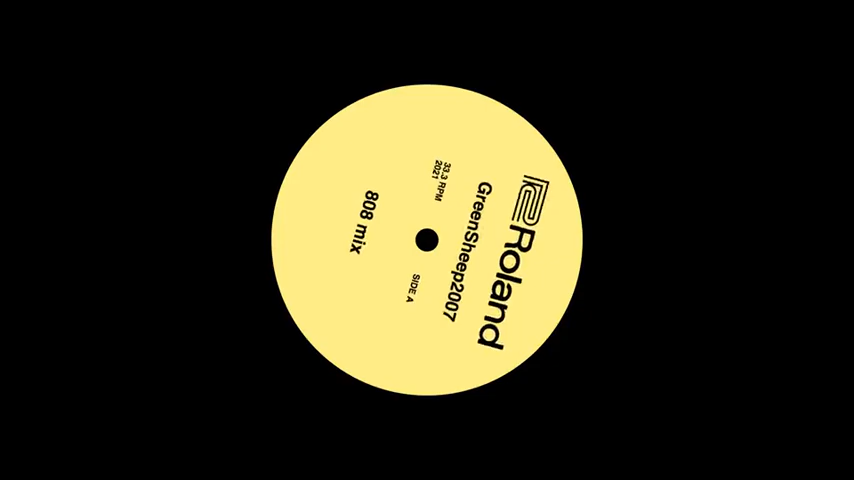 Roland
GreenSheep2007
33.3 RPM
2021
SIDE A
808 mix